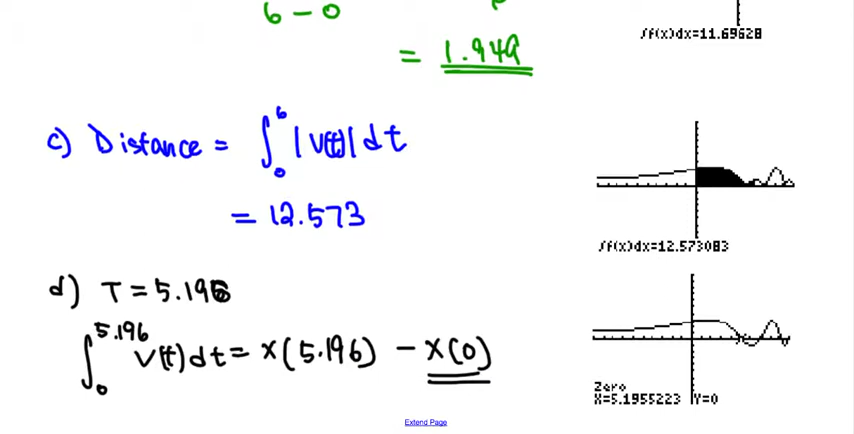 6 - 0
∫f(x)dx=11.69628
= 1.949
c) Distance = ∫₀⁶ |v(t)| dt
= 12.573
∫f(x)dx=12.573083
d) T = 5.196
∫₀^5.196 v(t) dt = x(5.196) - x(0)
Zero
X=5.1955223 Y=0
Extend Page